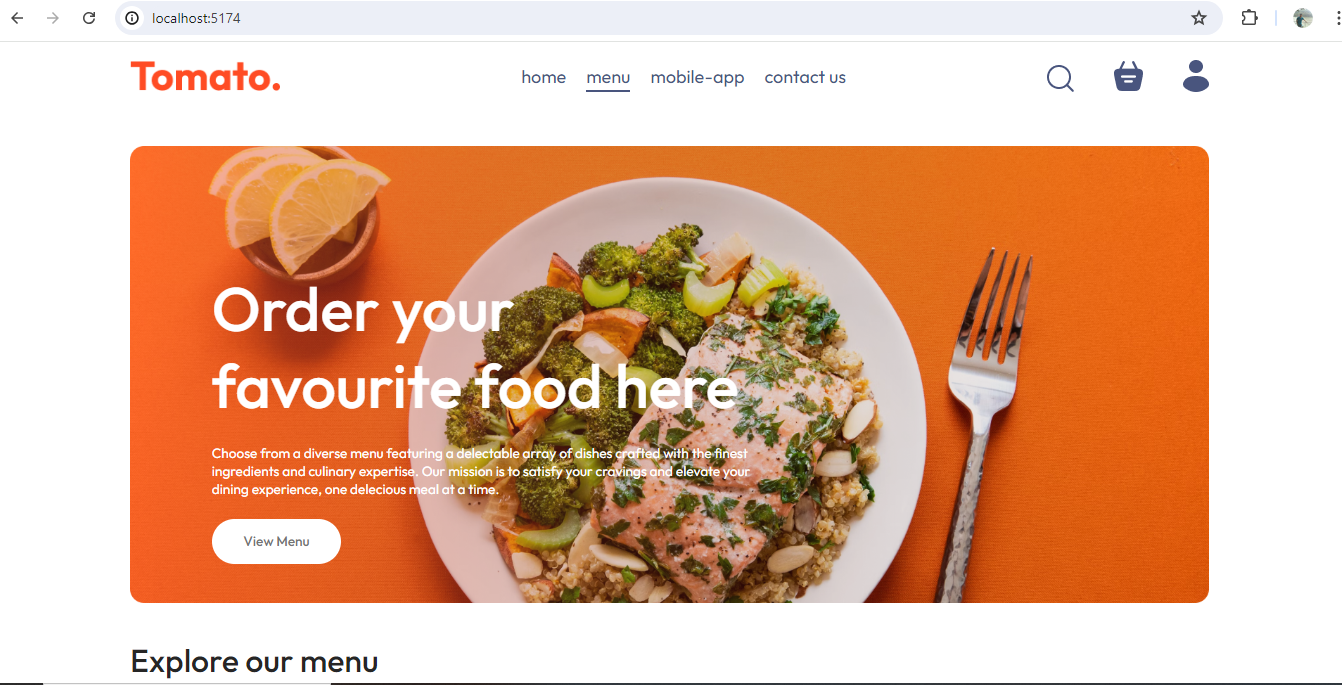 localhost:5174
Tomato.
home menu mobile-app contact us
Order your
favourite food here
Choose from a diverse menu featuring a delectable array of dishes crafted with the finest
ingredients and culinary expertise. Our mission is to satisfy your cravings and elevate your
dining experience, one delecious meal at a time.
View Menu
Explore our menu